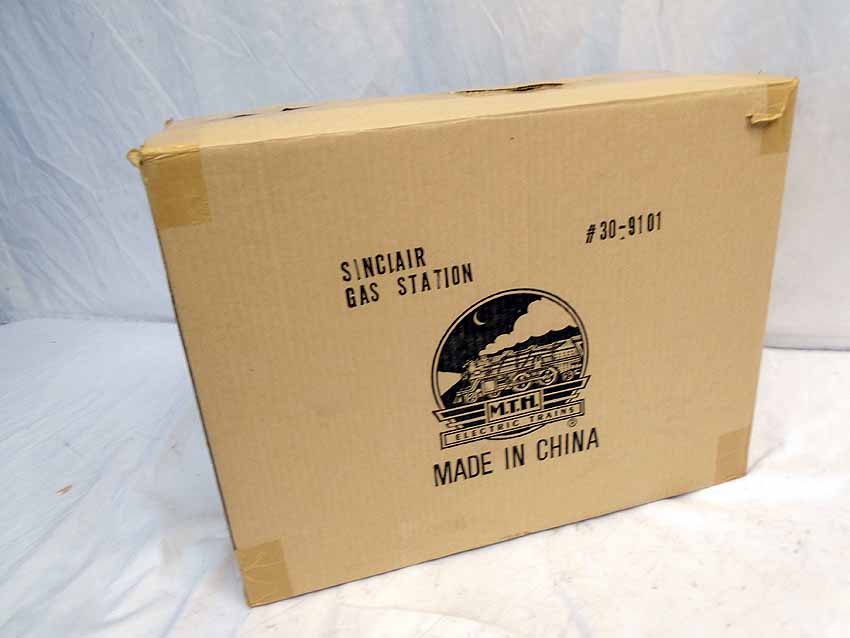 SINCLAIR
GAS STATION
#30-9101
M.T.H.
ELECTRIC TRAINS
®
MADE IN CHINA